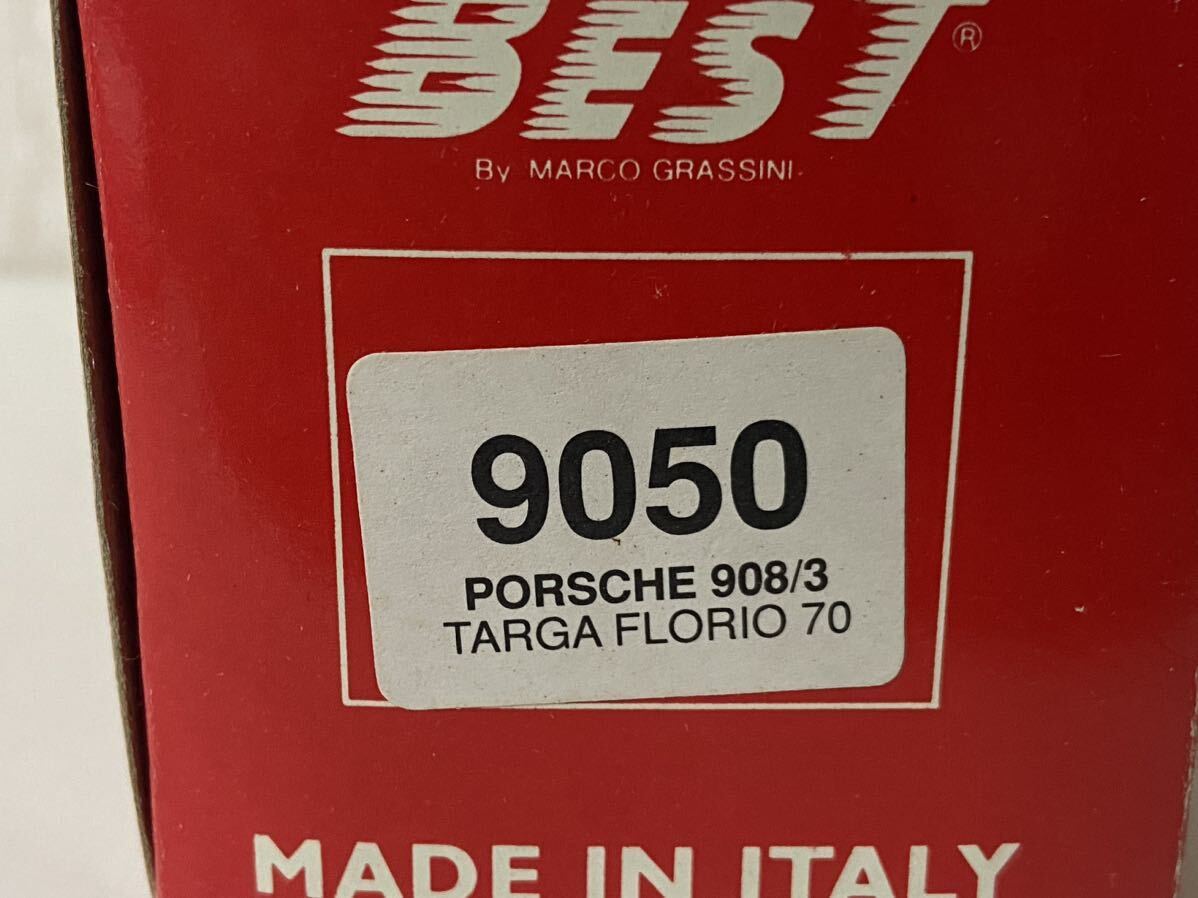 BEST®
By MARCO GRASSINI
9050
PORSCHE 908/3
TARGA FLORIO 70
MADE IN ITALY